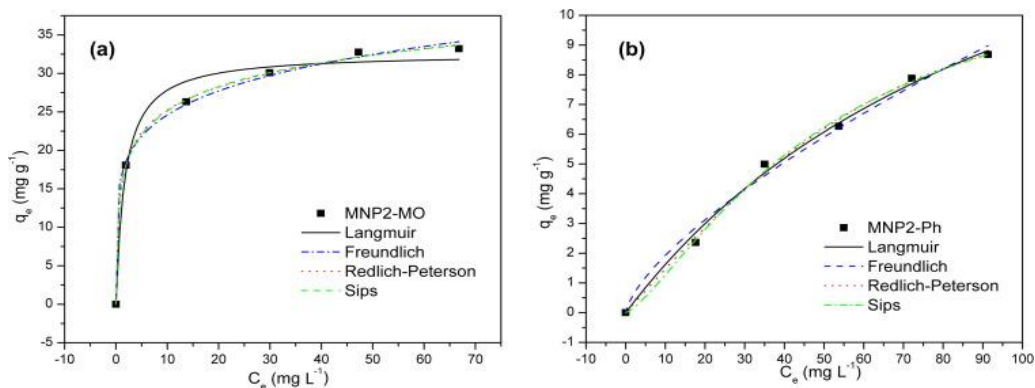 (a)
q_e (mg g⁻¹)
35
30
25
20
15
10
5
0
-5
-10 0 10 20 30 40 50 60 70
C_e (mg L⁻¹)
MNP2-MO
Langmuir
Freundlich
Redlich-Peterson
Sips
(b)
q_e (mg g⁻¹)
10
9
8
7
6
5
4
3
2
1
0
-1
-10 0 10 20 30 40 50 60 70 80 90 100
C_e (mg L⁻¹)
MNP2-Ph
Langmuir
Freundlich
Redlich-Peterson
Sips